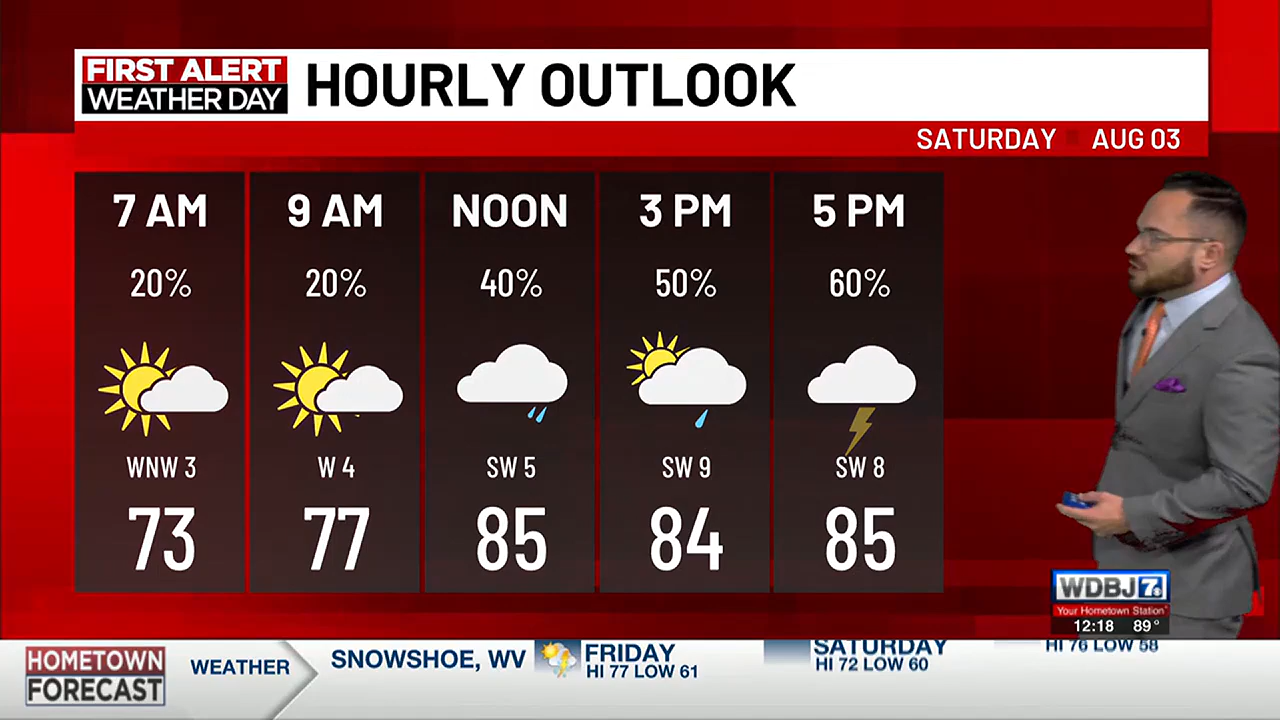 FIRST ALERT
WEATHER DAY
HOURLY OUTLOOK
SATURDAY AUG 03
7 AM 9 AM NOON 3 PM 5 PM
20% 20% 40% 50% 60%
WNW 3 W 4 SW 5 SW 9 SW 8
73 77 85 84 85
WDBJ7
Your Hometown Station
12:18 89°
HOMETOWN
FORECAST
WEATHER
SNOWSHOE, WV
FRIDAY
HI 77 LOW 61
SATURDAY
HI 72 LOW 60
HI 76 LOW 58